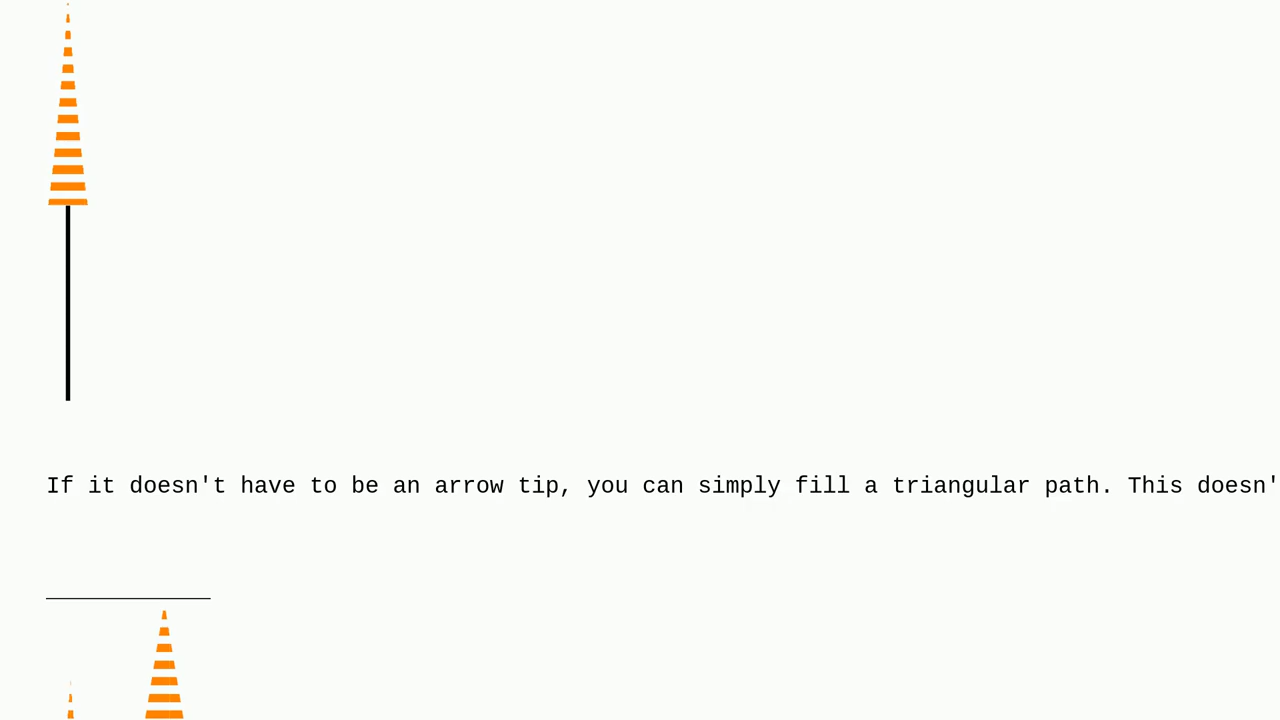 If it doesn't have to be an arrow tip, you can simply fill a triangular path. This doesn'